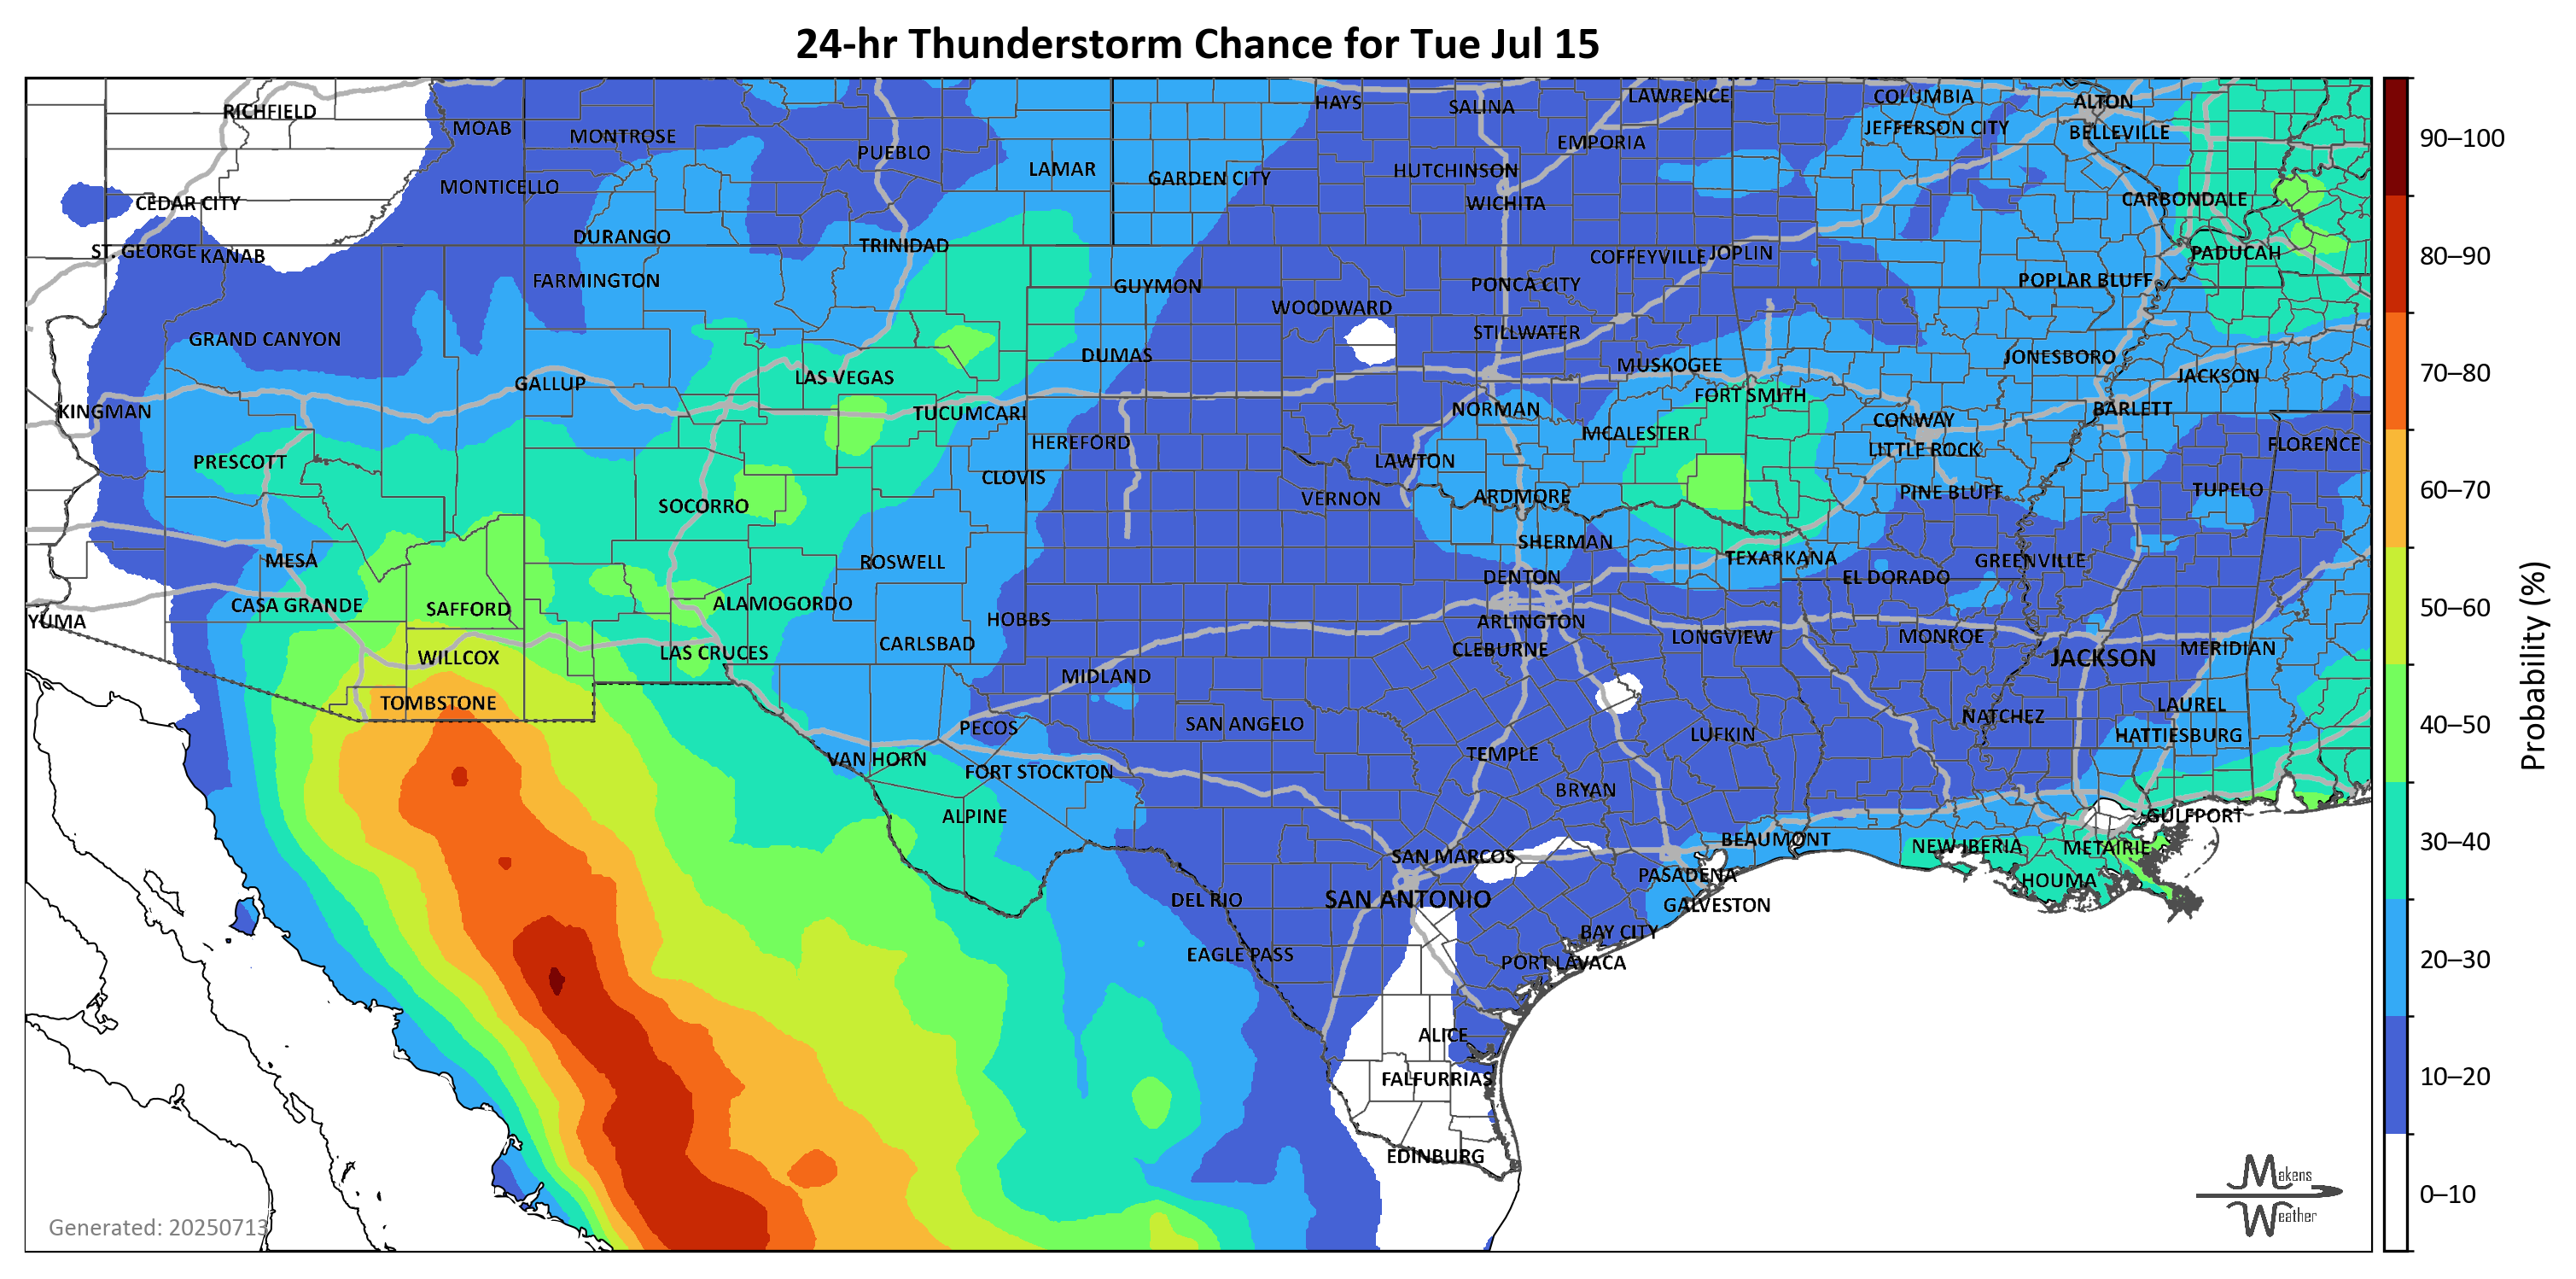 24-hr Thunderstorm Chance for Tue Jul 15
RICHFIELD
MOAB
MONTROSE
PUEBLO
LAMAR
GARDEN CITY
HAYS
SALINA
LAWRENCE
COLUMBIA
ALTON
JEFFERSON CITY
BELLEVILLE
EMPORIA
HUTCHINSON
MONTICELLO
CEDAR CITY
WICHITA
CARBONDALE
DURANGO
TRINIDAD
ST. GEORGE
KANAB
COFFEYVILLE
JOPLIN
PADUCAH
FARMINGTON
GUYMON
PONCA CITY
POPLAR BLUFF
WOODWARD
STILLWATER
GRAND CANYON
DUMAS
MUSKOGEE
JONESBORO
JACKSON
GALLUP
LAS VEGAS
FORT SMITH
KINGMAN
TUCUMCARI
NORMAN
CONWAY
BARLETT
HEREFORD
MCALESTER
LITTLE ROCK
FLORENCE
PRESCOTT
CLOVIS
LAWTON
SOCORRO
VERNON
ARDMORE
PINE BLUFF
TUPELO
MESA
ROSWELL
SHERMAN
TEXARKANA
GREENVILLE
DENTON
EL DORADO
CASA GRANDE
SAFFORD
ALAMOGORDO
HOBBS
YUMA
ARLINGTON
CARLSBAD
CLEBURNE
LONGVIEW
MONROE
MERIDIAN
WILLCOX
LAS CRUCES
JACKSON
MIDLAND
TOMBSTONE
PECOS
SAN ANGELO
NATCHEZ
LAUREL
LUFKIN
HATTIESBURG
VAN HORN
FORT STOCKTON
TEMPLE
BRYAN
ALPINE
GULFPORT
BEAUMONT
NEW IBERIA
METAIRIE
SAN MARCOS
PASADENA
HOUMA
DEL RIO
SAN ANTONIO
GALVESTON
BAY CITY
EAGLE PASS
PORT LAVACA
ALICE
FALFURRIAS
EDINBURG
Generated: 20250713
Makens
Weather
90–100
80–90
70–80
60–70
50–60
40–50
30–40
20–30
10–20
0–10
Probability (%)